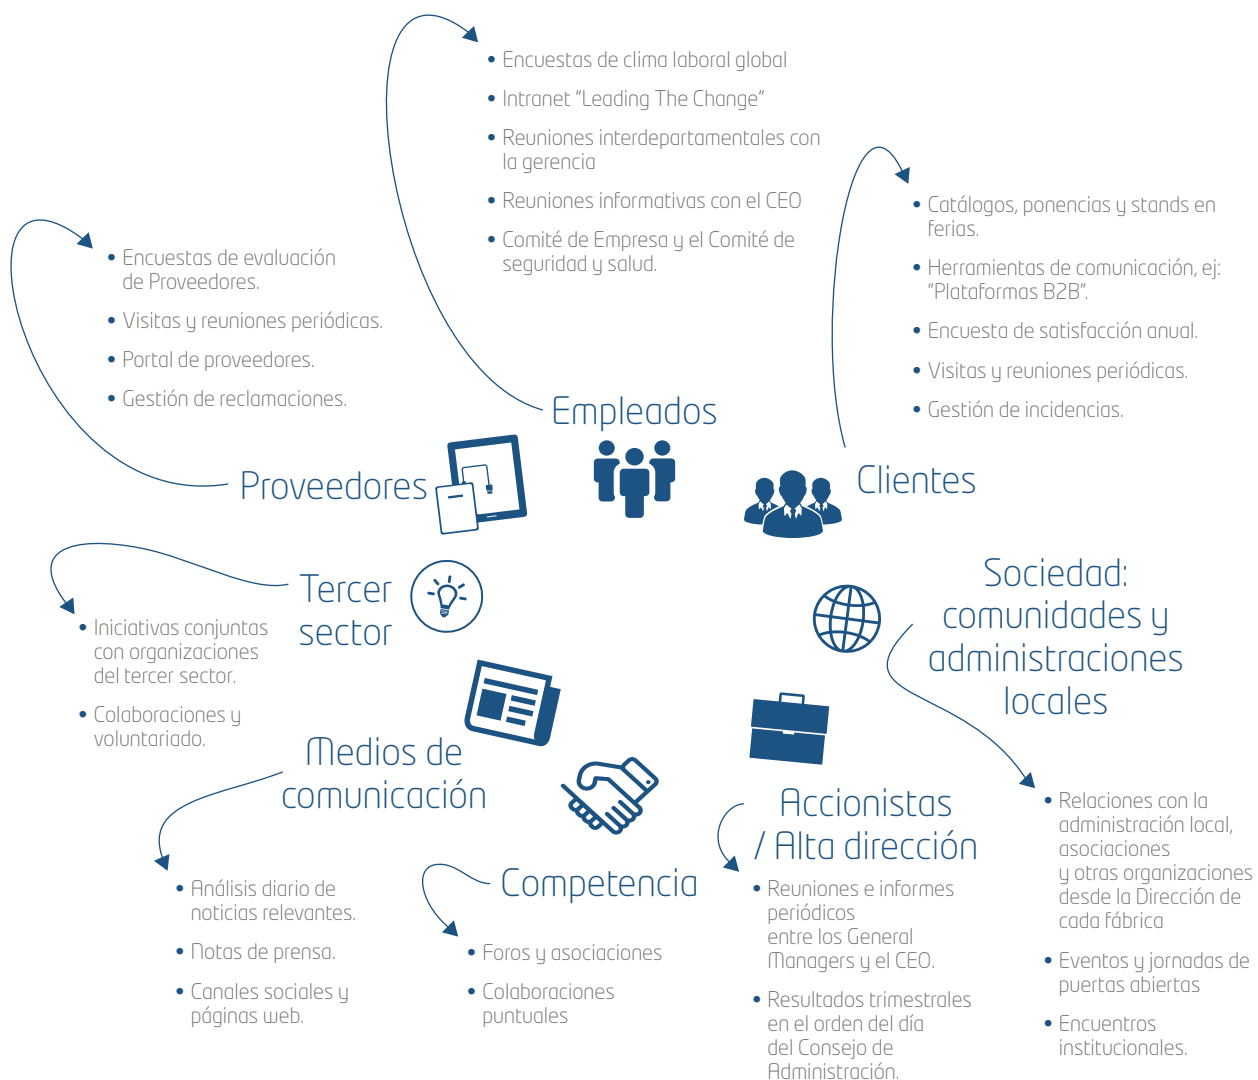 • Encuestas de clima laboral global
• Intranet “Leading The Change”
• Reuniones interdepartamentales con
la gerencia
• Reuniones informativas con el CEO
• Comité de Empresa y el Comité de
seguridad y salud.
Empleados
• Catálogos, ponencias y stands en
ferias.
• Herramientas de comunicación, ej:
“Plataformas B2B”.
• Encuesta de satisfacción anual.
• Visitas y reuniones periódicas.
• Gestión de incidencias.
Clientes
• Encuestas de evaluación
de Proveedores.
• Visitas y reuniones periódicas.
• Portal de proveedores.
• Gestión de reclamaciones.
Proveedores
Tercer
sector
• Iniciativas conjuntas
con organizaciones
del tercer sector.
• Colaboraciones y
voluntariado.
Sociedad:
comunidades y
administraciones
locales
• Relaciones con la
administración local,
asociaciones
y otras organizaciones
desde la Dirección de
cada fábrica
• Eventos y jornadas de
puertas abiertas
• Encuentros
institucionales.
Medios de
comunicación
• Análisis diario de
noticias relevantes.
• Notas de prensa.
• Canales sociales y
páginas web.
Competencia
• Foros y asociaciones
• Colaboraciones
puntuales
Accionistas
/ Alta dirección
• Reuniones e informes
periódicos
entre los General
Managers y el CEO.
• Resultados trimestrales
en el orden del día
del Consejo de
Administración.